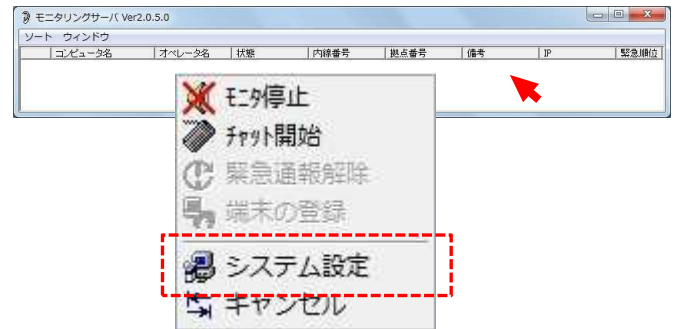 モニタリングサーバ Ver2.0.5.0
ソート ウィンドウ
コンピュータ名 オペレータ名 状態 内線番号 拠点番号 備考 IP 緊急順位
ﾓﾆﾀ停止
ﾁｬｯﾄ開始
緊急通報解除
端末の登録
システム設定
キャンセル